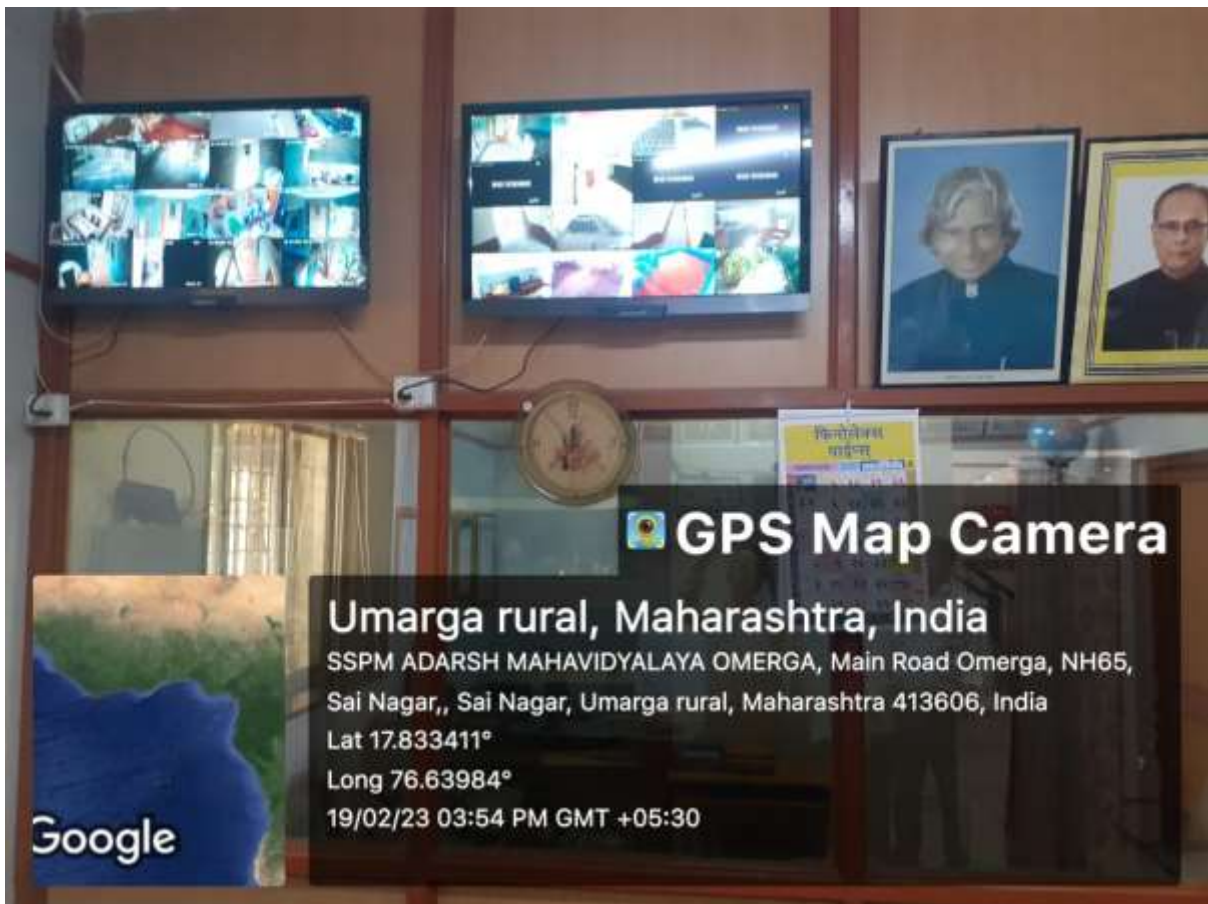 फिनोलेक्स
पाईप्स
GPS Map Camera
Umarga rural, Maharashtra, India
SSPM ADARSH MAHAVIDYALAYA OMERGA, Main Road Omerga, NH65,
Sai Nagar,, Sai Nagar, Umarga rural, Maharashtra 413606, India
Lat 17.833411°
Long 76.63984°
19/02/23 03:54 PM GMT +05:30
Google